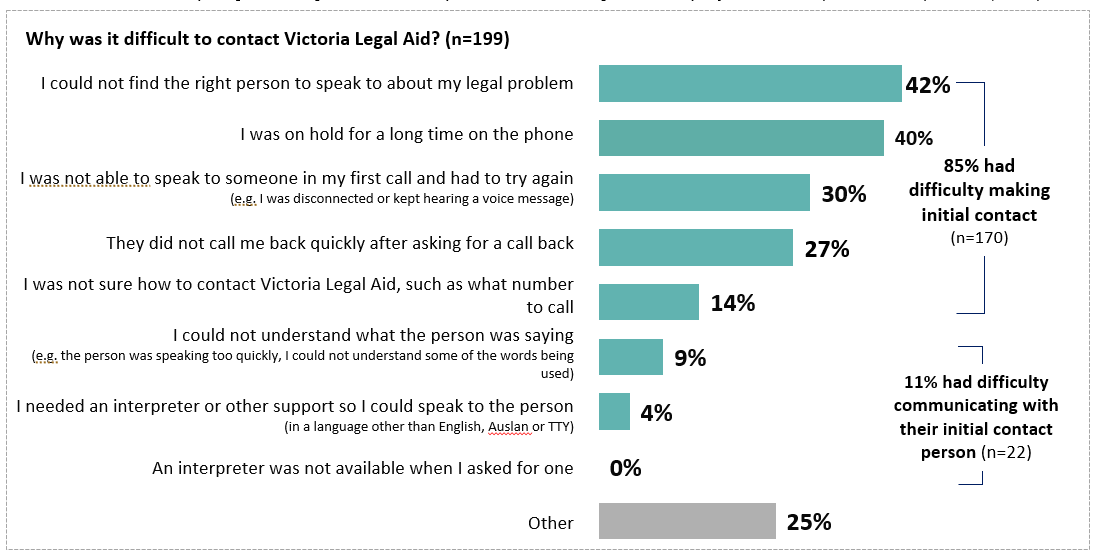 Why was it difficult to contact Victoria Legal Aid? (n=199)
I could not find the right person to speak to about my legal problem
42%
I was on hold for a long time on the phone
40%
I was not able to speak to someone in my first call and had to try again
(e.g. I was disconnected or kept hearing a voice message)
30%
They did not call me back quickly after asking for a call back
27%
I was not sure how to contact Victoria Legal Aid, such as what number
to call
14%
85% had
difficulty making
initial contact
(n=170)
I could not understand what the person was saying
(e.g. the person was speaking too quickly, I could not understand some of the words being
used)
9%
I needed an interpreter or other support so I could speak to the person
(in a language other than English, Auslan or TTY)
4%
An interpreter was not available when I asked for one
0%
11% had difficulty
communicating with
their initial contact
person (n=22)
Other
25%